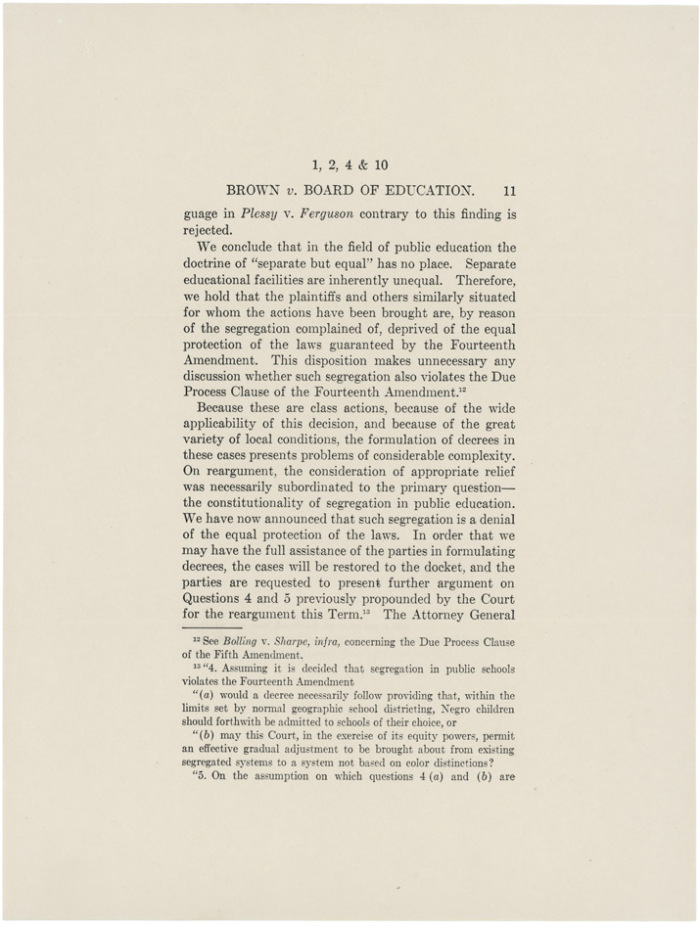 1, 2, 4 & 10
BROWN v. BOARD OF EDUCATION. 11
guage in Plessy v. Ferguson contrary to this finding is
rejected.
We conclude that in the field of public education the
doctrine of "separate but equal" has no place. Separate
educational facilities are inherently unequal. Therefore,
we hold that the plaintiffs and others similarly situated
for whom the actions have been brought are, by reason
of the segregation complained of, deprived of the equal
protection of the laws guaranteed by the Fourteenth
Amendment. This disposition makes unnecessary any
discussion whether such segregation also violates the Due
Process Clause of the Fourteenth Amendment.¹²
Because these are class actions, because of the wide
applicability of this decision, and because of the great
variety of local conditions, the formulation of decrees in
these cases presents problems of considerable complexity.
On reargument, the consideration of appropriate relief
was necessarily subordinated to the primary question—
the constitutionality of segregation in public education.
We have now announced that such segregation is a denial
of the equal protection of the laws. In order that we
may have the full assistance of the parties in formulating
decrees, the cases will be restored to the docket, and the
parties are requested to present further argument on
Questions 4 and 5 previously propounded by the Court
for the reargument this Term.¹³ The Attorney General
¹² See Bolling v. Sharpe, infra, concerning the Due Process Clause
of the Fifth Amendment.
¹³ "4. Assuming it is decided that segregation in public schools
violates the Fourteenth Amendment
"(a) would a decree necessarily follow providing that, within the
limits set by normal geographic school districting, Negro children
should forthwith be admitted to schools of their choice, or
"(b) may this Court, in the exercise of its equity powers, permit
an effective gradual adjustment to be brought about from existing
segregated systems to a system not based on color distinctions?
"5. On the assumption on which questions 4 (a) and (b) are